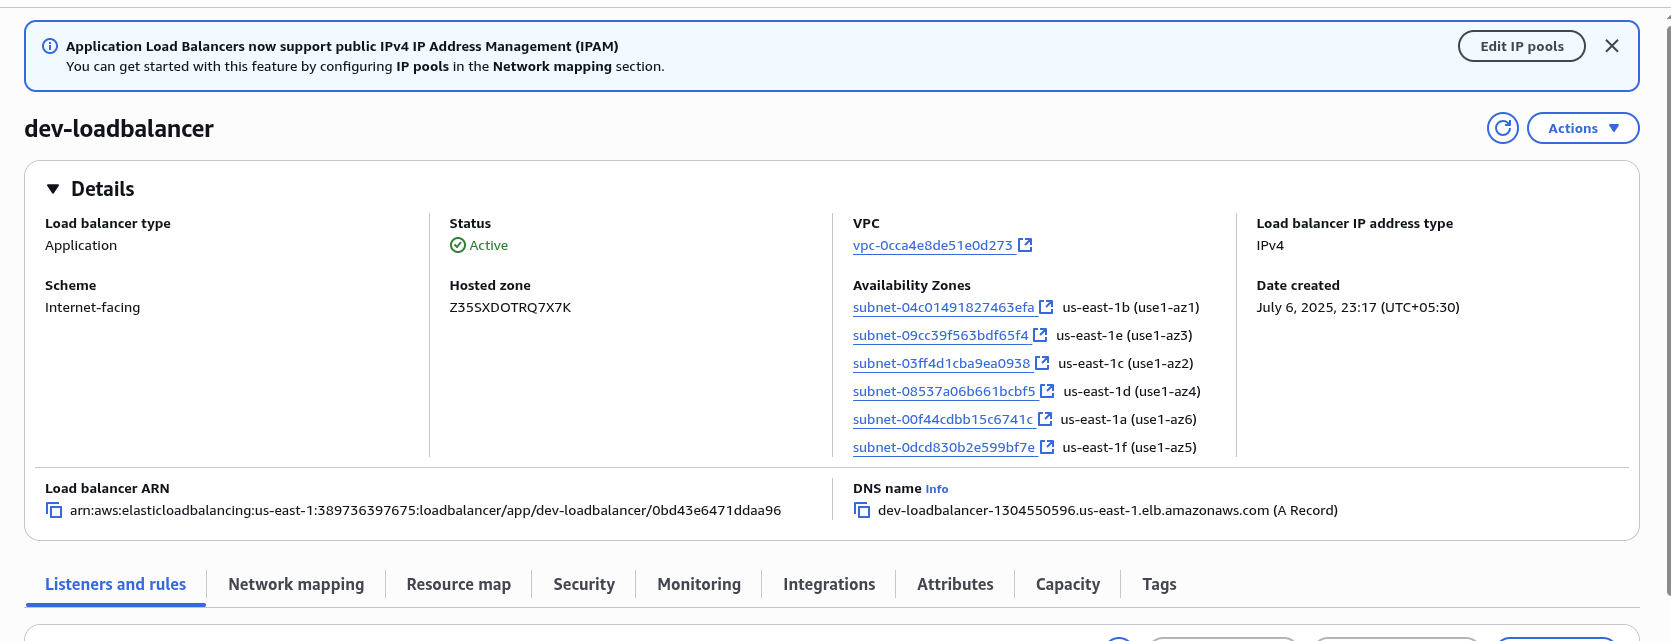 Application Load Balancers now support public IPv4 IP Address Management (IPAM)
You can get started with this feature by configuring IP pools in the Network mapping section.
Edit IP pools
dev-loadbalancer
Actions
Details
Load balancer type
Application
Status
Active
VPC
vpc-0cca4e8de51e0d273
Load balancer IP address type
IPv4
Scheme
Internet-facing
Hosted zone
Z35SXDOTRQ7X7K
Availability Zones
subnet-04c01491827463efa us-east-1b (use1-az1)
subnet-09cc39f563bdf65f4 us-east-1e (use1-az3)
subnet-03ff4d1cba9ea0938 us-east-1c (use1-az2)
subnet-08537a06b661bcbf5 us-east-1d (use1-az4)
subnet-00f44cdbb15c6741c us-east-1a (use1-az6)
subnet-0dcd830b2e599bf7e us-east-1f (use1-az5)
Date created
July 6, 2025, 23:17 (UTC+05:30)
Load balancer ARN
arn:aws:elasticloadbalancing:us-east-1:389736397675:loadbalancer/app/dev-loadbalancer/0bd43e6471ddaa96
DNS name Info
dev-loadbalancer-1304550596.us-east-1.elb.amazonaws.com (A Record)
Listeners and rules
Network mapping
Resource map
Security
Monitoring
Integrations
Attributes
Capacity
Tags